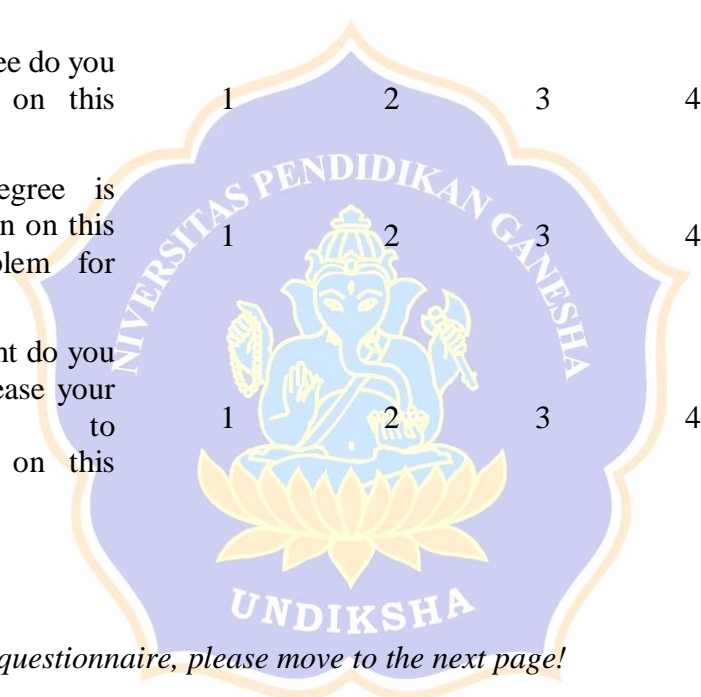 ee do you
on this 1 2 3 4
egree is
n on this 1 2 3 4
lem for
nt do you
ease your
to 1 2 3 4
on this
NIVERSITAS PENDIDIKAN GANESHA
UNDIKSHA
questionnaire, please move to the next page!